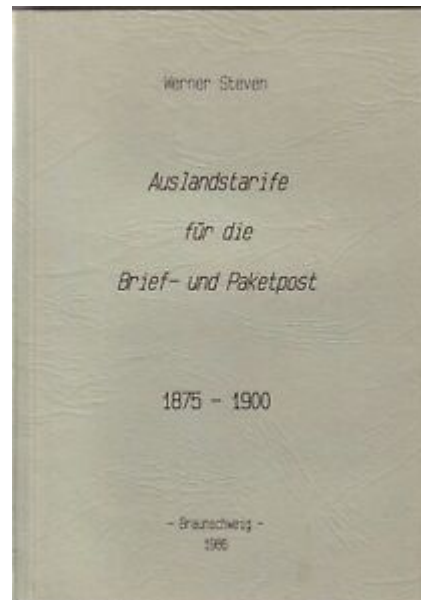 Werner Steven
Auslandstarife
für die
Brief- und Paketpost
1875 - 1900
- Braunschweig -
1986